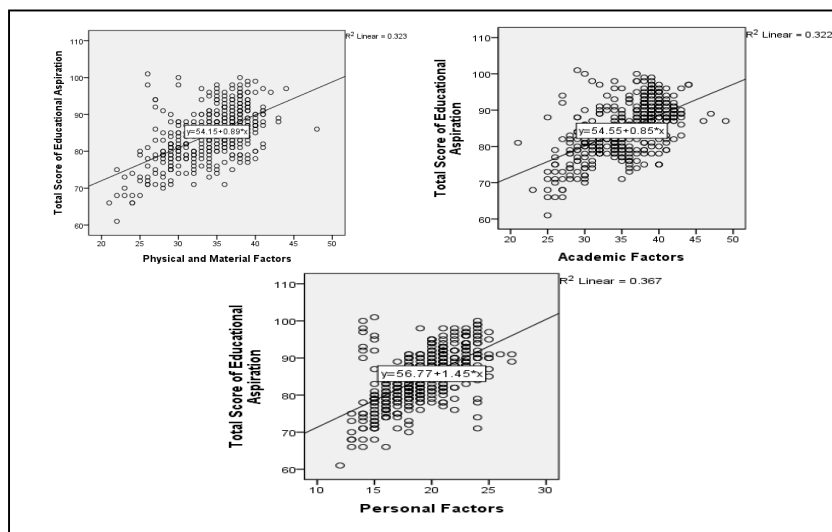 R² Linear = 0.323
110
100
90
80
70
60
Total Score of Educational Aspiration
y=54.15+0.89*x
20 25 30 35 40 45 50
Physical and Material Factors
R² Linear = 0.322
110
100
90
80
70
60
Total Score of Educational
Aspiration
y=54.55+0.85*x
20 25 30 35 40 45 50
Academic Factors
R² Linear = 0.367
110
100
90
80
70
60
Total Score of Educational
Aspiration
y=56.77+1.45*x
10 15 20 25 30
Personal Factors